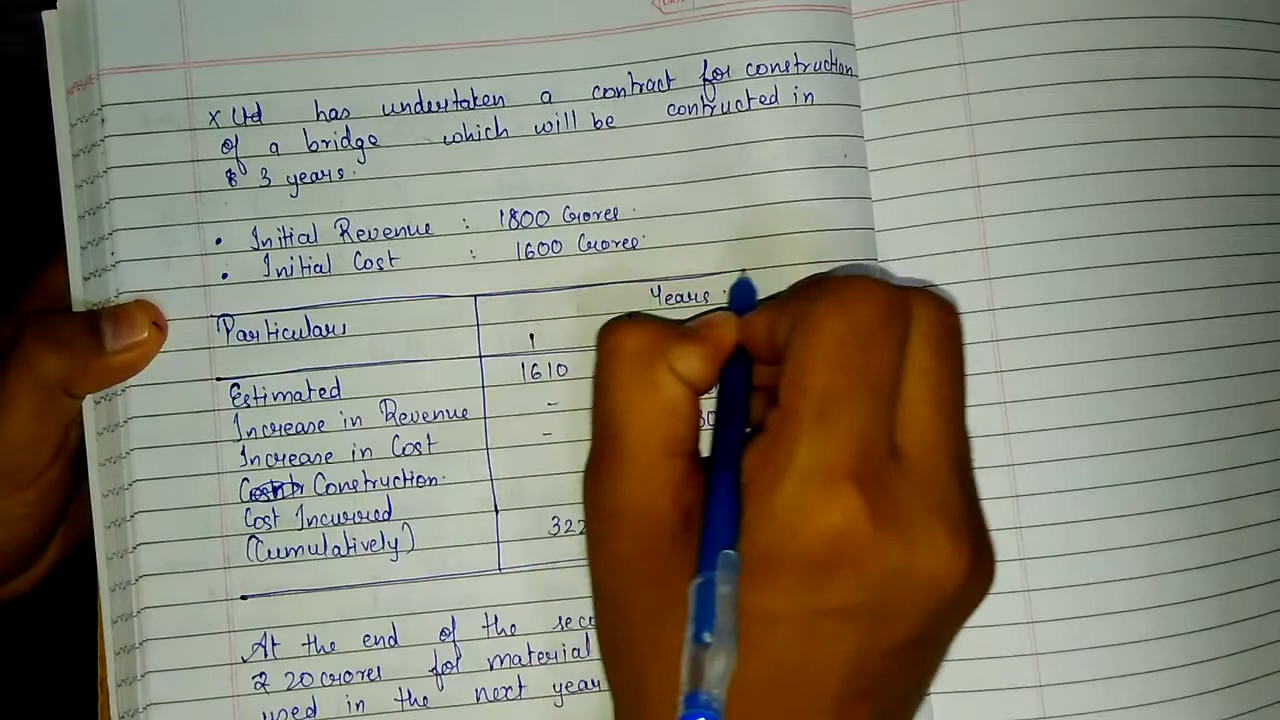 X Ltd has undertaken a contract for construction
of a bridge which will be contructed in
3 years.
• Initial Revenue : 1800 Crores.
• Initial Cost : 1600 Crores.
Particulars Years
1
Estimated 1610
Increase in Revenue -
Increase in Cost -
Construction.
Cost Incurred
(Cumulatively) 322
At the end of the
₹ 20 crores for material
used in the next year